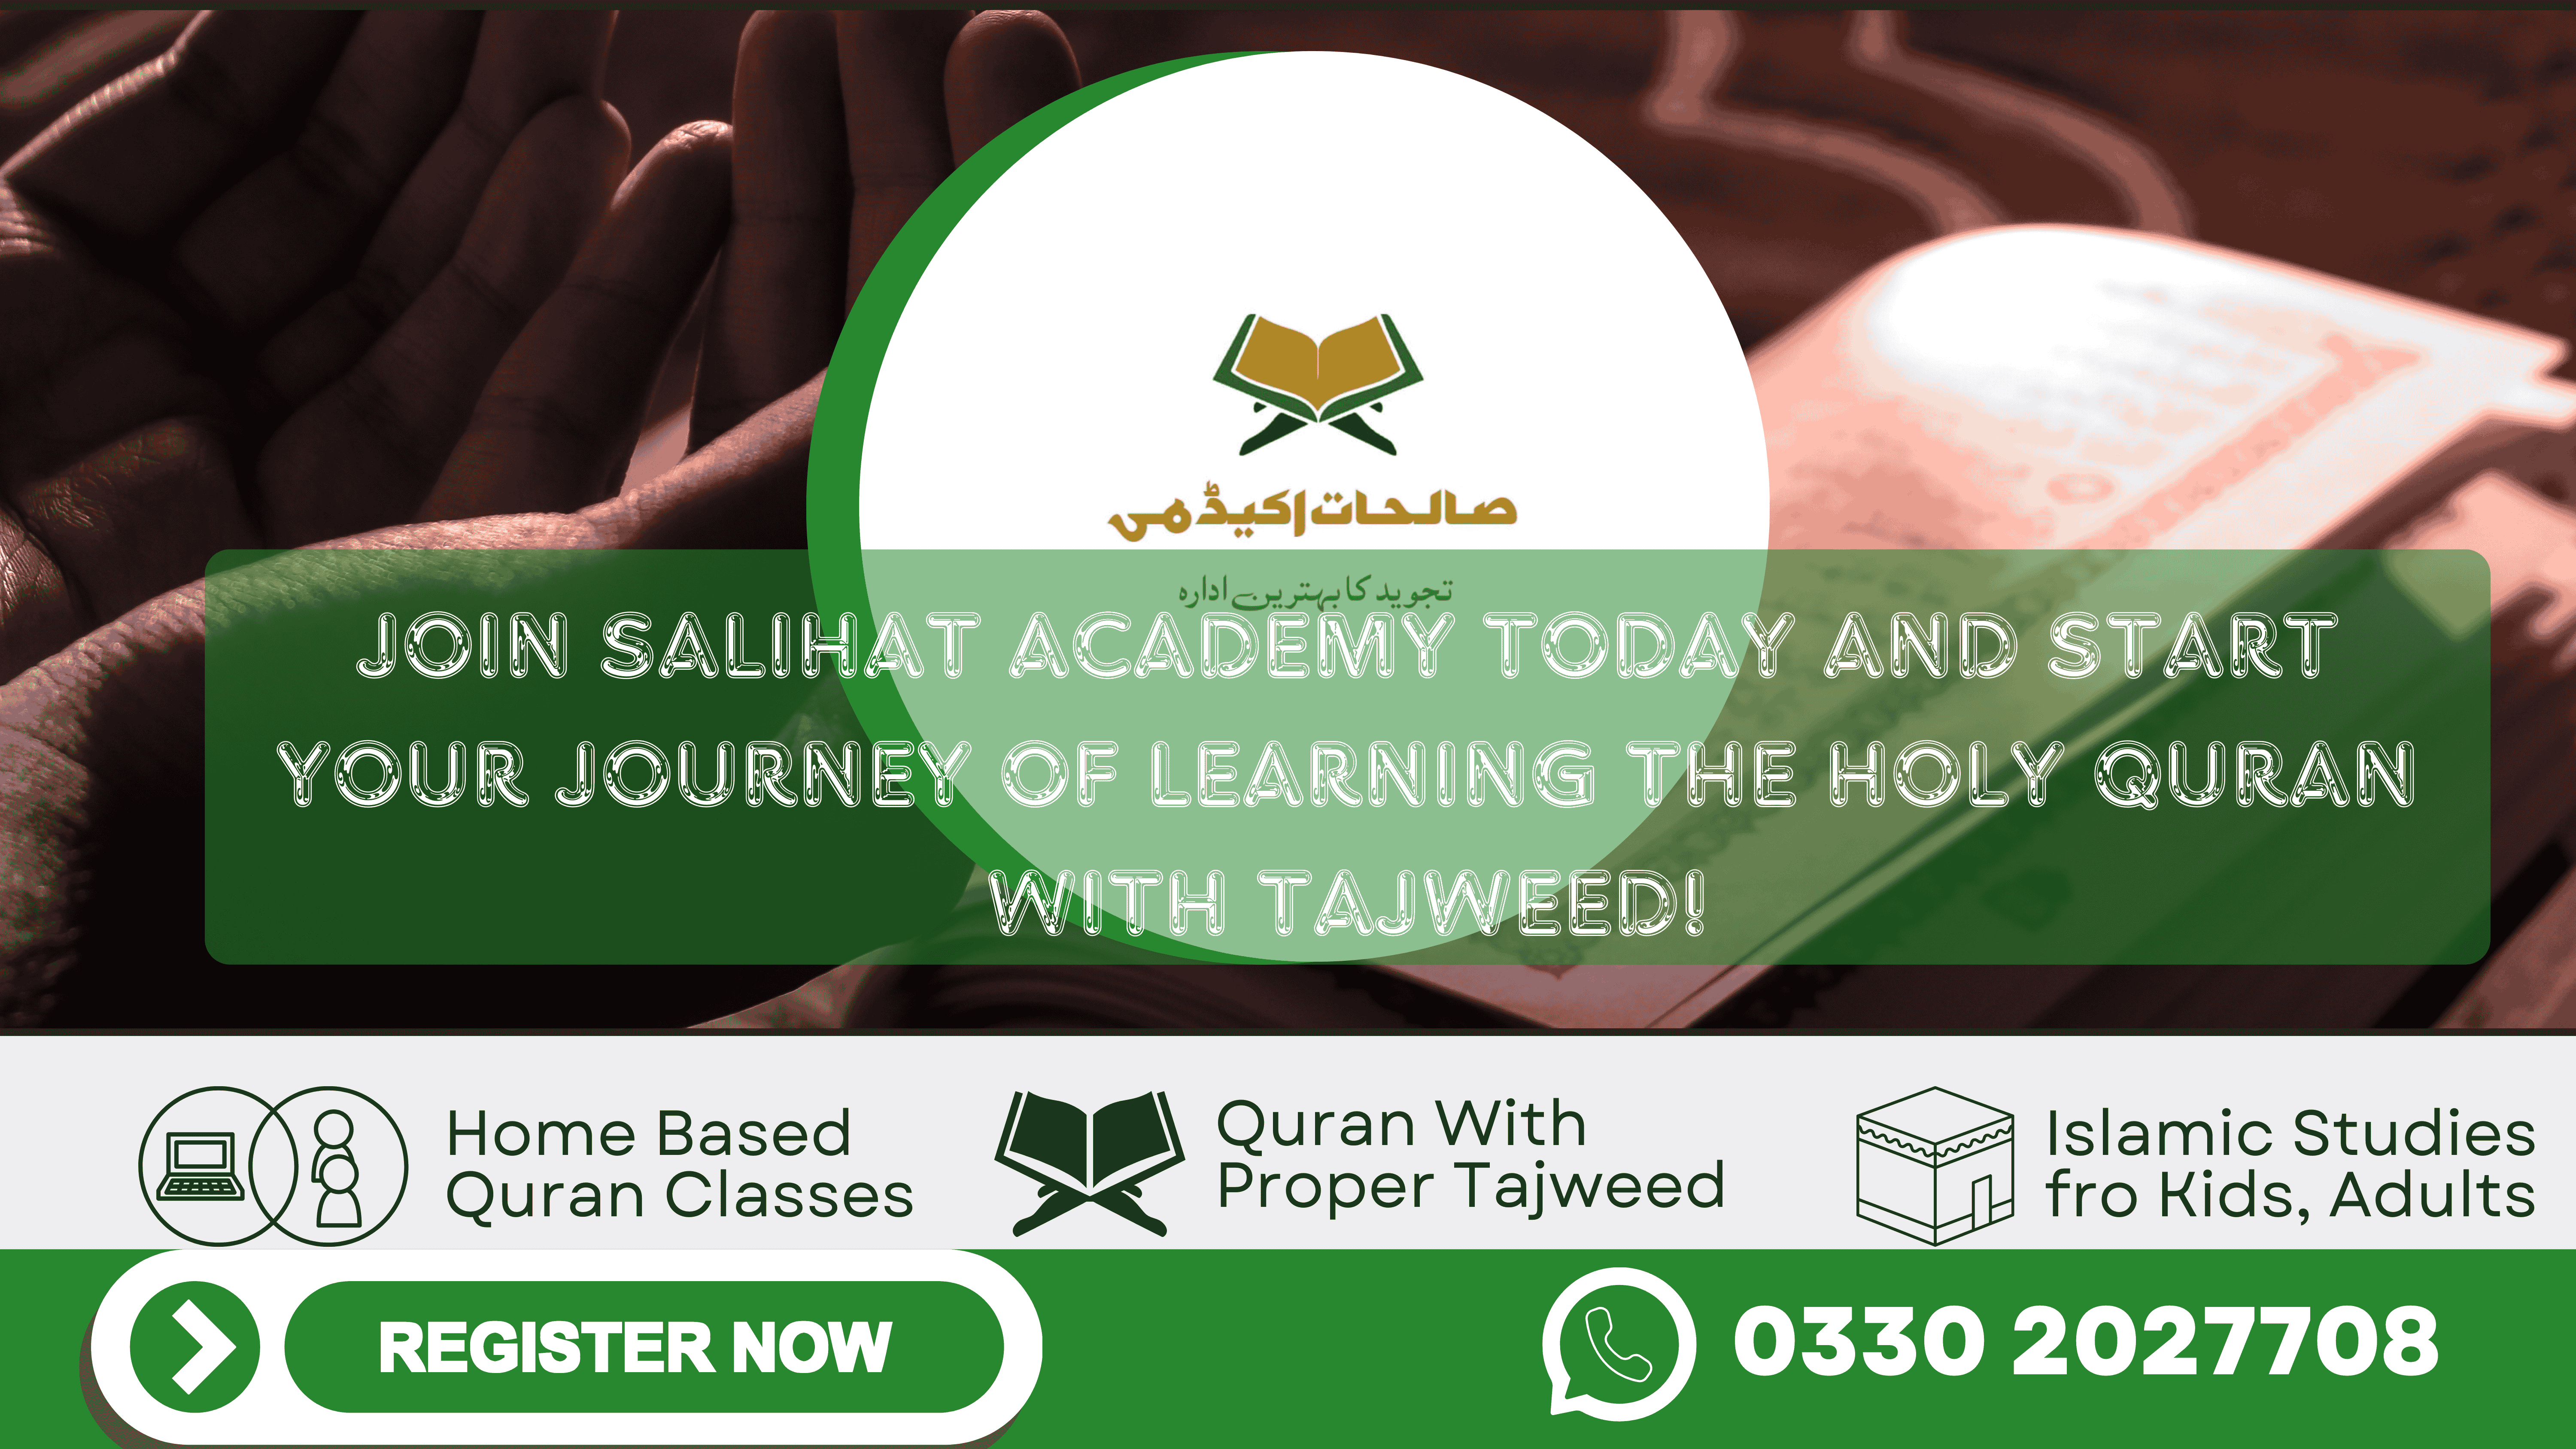 صالحات اکیڈمی
تجوید کا بہترین ادارہ
JOIN SALIHAT ACADEMY TODAY AND START
YOUR JOURNEY OF LEARNING THE HOLY QURAN
WITH TAJWEED!
Home Based
Quran Classes
Quran With
Proper Tajweed
Islamic Studies
fro Kids, Adults
REGISTER NOW
0330 2027708